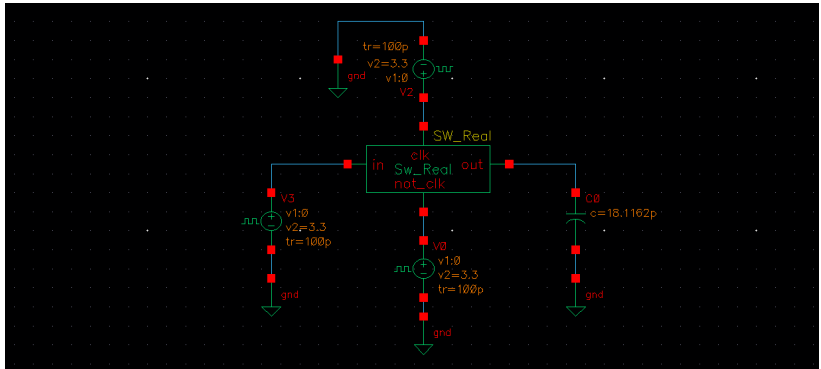 tr=100p
v2=3.3
v1:0
gnd
V2
SW_Real
clk
in
Sw_Real
out
not_clk
V3
v1:0
v2=3.3
tr=100p
gnd
V0
v1:0
v2=3.3
tr=100p
gnd
C0
c=18.1162p
gnd